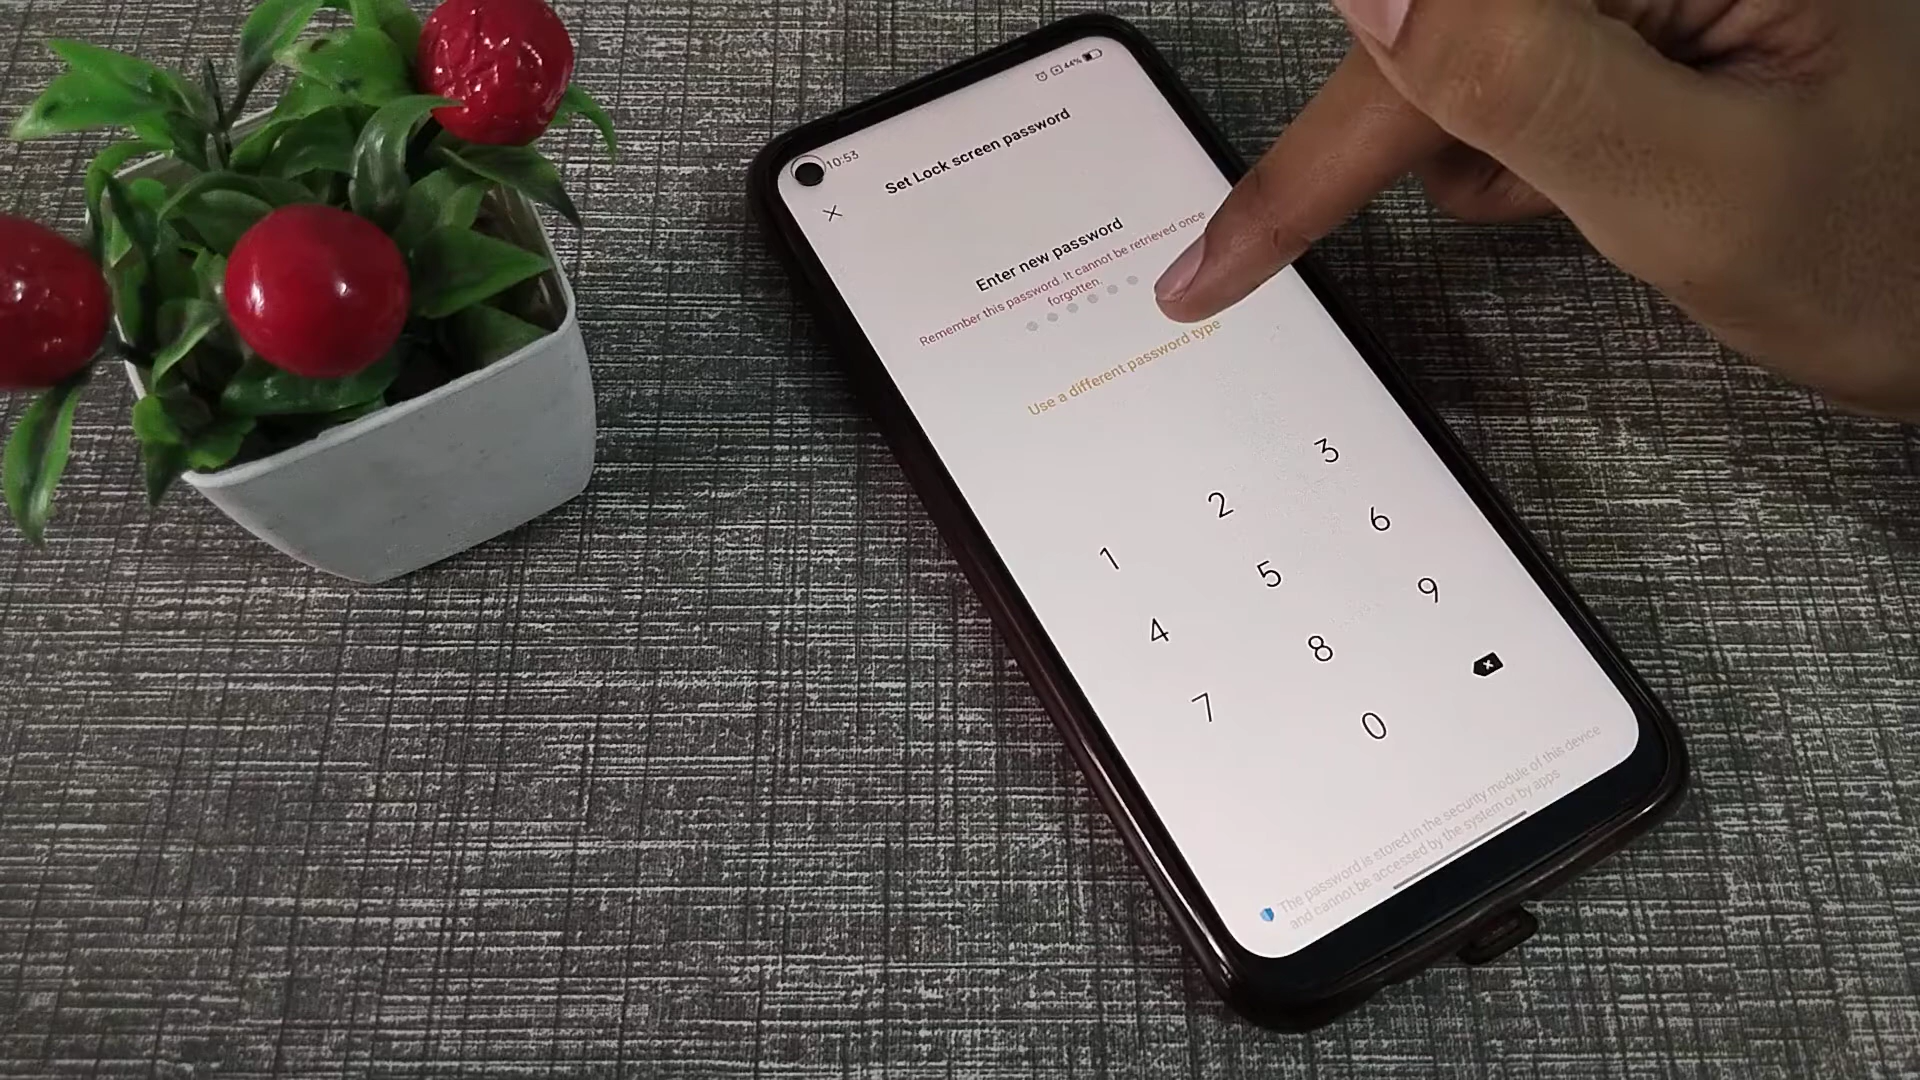 10:53
44%
Set Lock screen password
Enter new password
Remember this password. It cannot be retrieved once
forgotten.
Use a different password type
1 2 3
4 5 6
7 8 9
0
The password is stored in the security module of this device
and cannot be accessed by the system or by apps